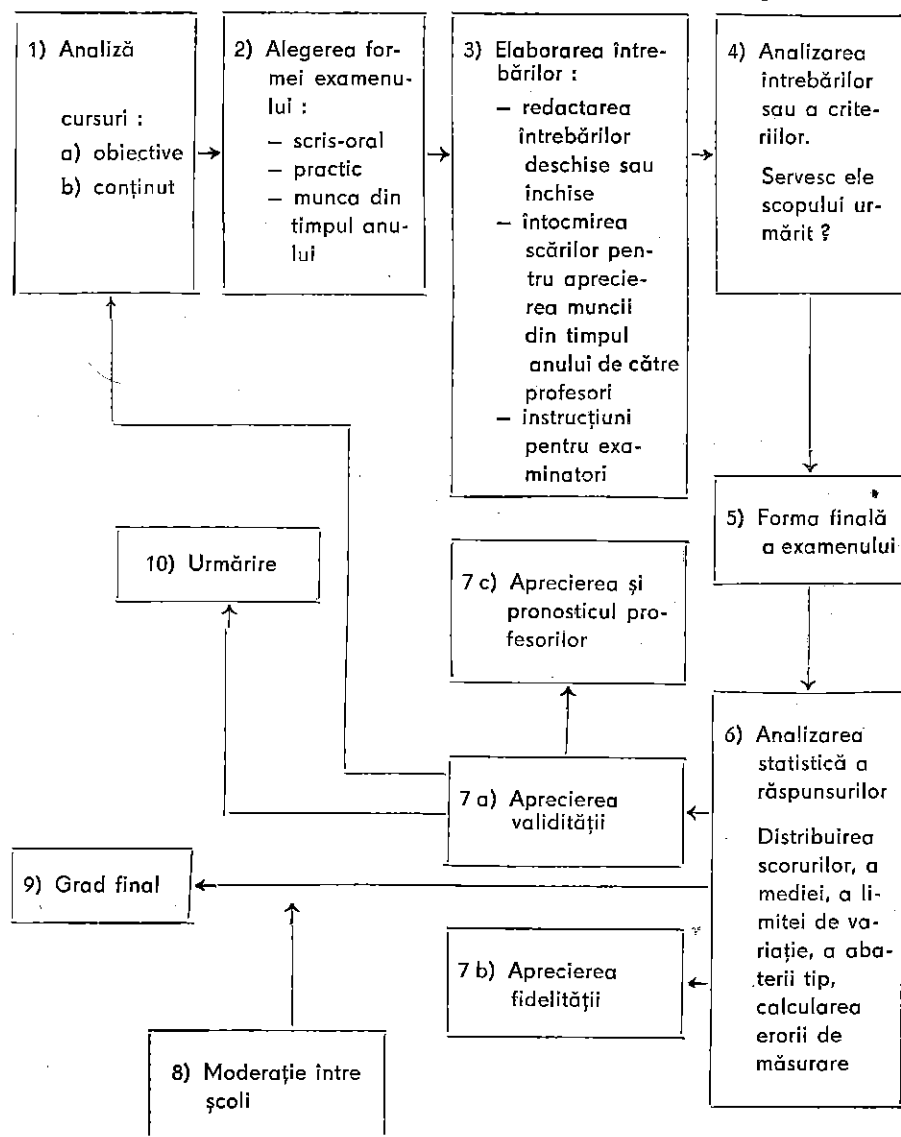 1) Analiză
cursuri :
a) obiective
b) conținut
2) Alegerea for-
mei examenu-
lui :
– scris-oral
– practic
– munca din
timpul anu-
lui
3) Elaborarea între-
bărilor :
– redactarea
întrebărilor
deschise sau
închise
– întocmirea
scărilor pen-
tru aprecie-
rea muncii
din timpul
anului de către
profesori
– instrucțiuni
pentru exa-
minatori
4) Analizarea
întrebărilor
sau a crite-
riilor.
Servesc ele
scopului ur-
mărit ?
5) Forma finală
a examenului
10) Urmărire
7 c) Aprecierea și
pronosticul pro-
fesorilor
6) Analizarea
statistică a
răspunsurilor
Distribuirea
scorurilor, a
mediei, a li-
mitei de va-
riație, a aba-
terii tip,
calcularea
erorii de
măsurare
7 a) Aprecierea
validității
9) Grad final
7 b) Aprecierea
fidelității
8) Moderație între
școli